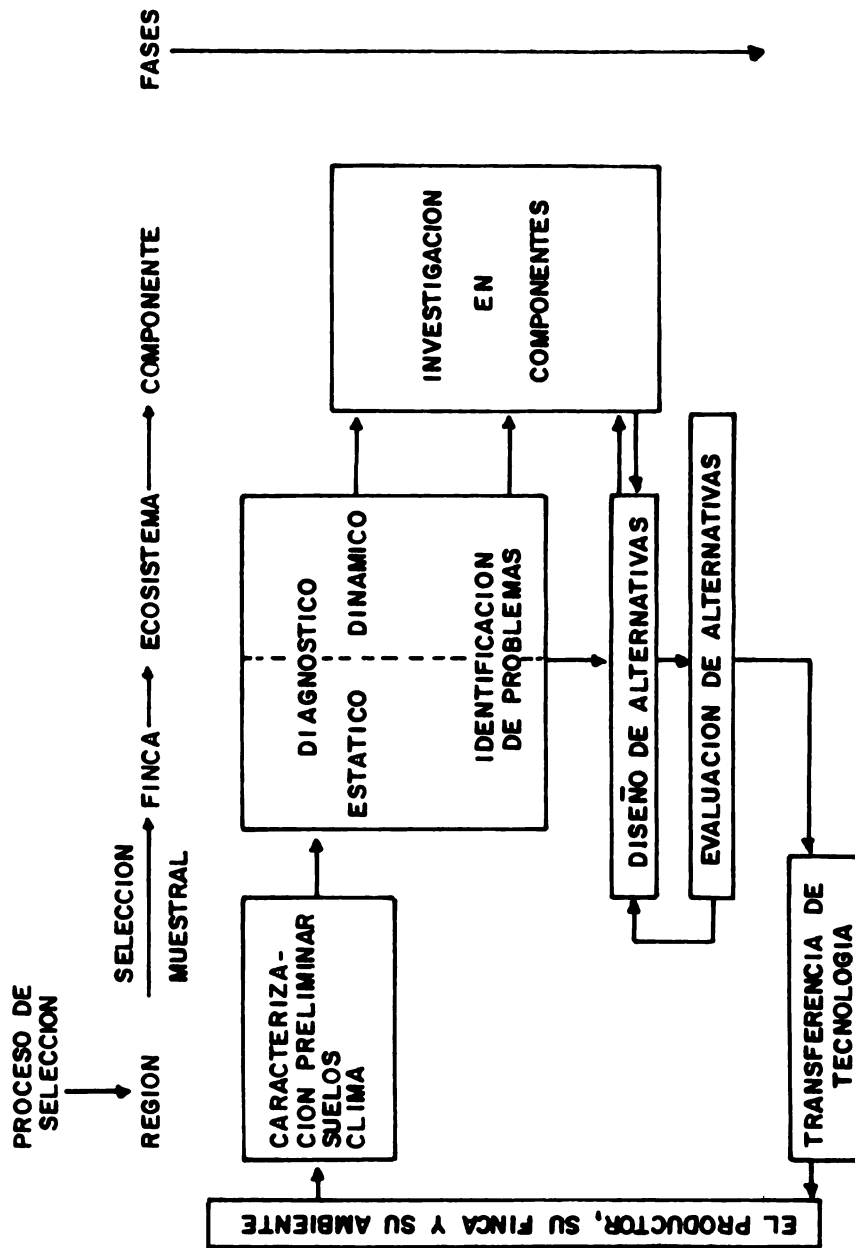 PROCESO DE
SELECCION
REGION
SELECCION
MUESTRAL
FINCA
ECOSISTEMA
COMPONENTE
FASES
EL PRODUCTOR, SU FINCA Y SU AMBIENTE
CARACTERIZA-
CION PRELIMINAR
SUELOS
CLIMA
DIAGNOSTICO
ESTATICO
DINAMICO
IDENTIFICACION
DE PROBLEMAS
INVESTIGACION
EN
COMPONENTES
DISEÑO DE ALTERNATIVAS
EVALUACION DE ALTERNATIVAS
TRANSFERENCIA DE
TECNOLOGIA